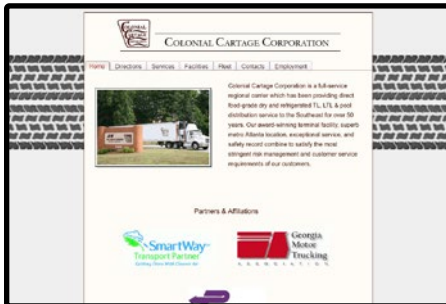 COLONIAL CARTAGE
COLONIAL CARTAGE CORPORATION
Home Directions Services Facilities Fleet Contacts Employment
Colonial Cartage Corporation is a full-service
regional carrier which has been providing direct
food-grade dry and refrigerated TL, LTL & pool
distribution service to the Southeast for over 50
years. Our award-winning terminal facility, superb
metro Atlanta location, exceptional service, and
safety record combine to satisfy the most
stringent risk management and customer service
requirements of our customers.
Partners & Affiliations
SmartWay
Transport Partner
Georgia
Motor
Trucking
ASSOCIATION